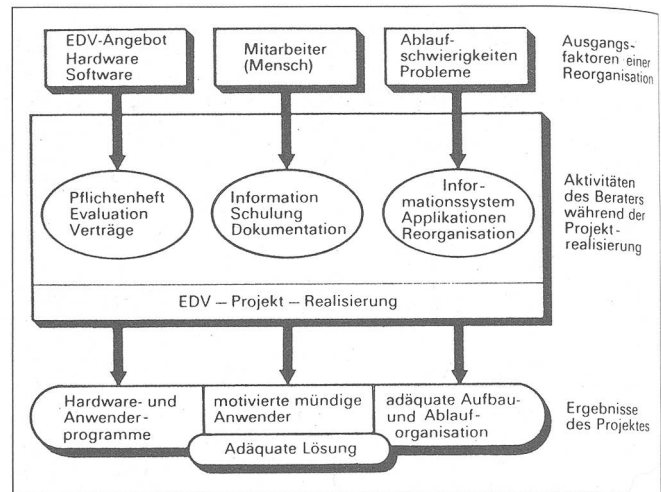 EDV-Angebot
Hardware
Software
Mitarbeiter
(Mensch)
Ablauf-
schwierigkeiten
Probleme
Ausgangs-
faktoren einer
Reorganisation
Pflichtenheft
Evaluation
Verträge
Information
Schulung
Dokumentation
Infor-
mationssystem
Applikationen
Reorganisation
Aktivitäten
des Beraters
während der
Projekt-
realisierung
EDV – Projekt – Realisierung
Hardware- und
Anwender-
programme
motivierte mündige
Anwender
adäquate Aufbau-
und Ablauf-
organisation
Adäquate Lösung
Ergebnisse
des Projektes